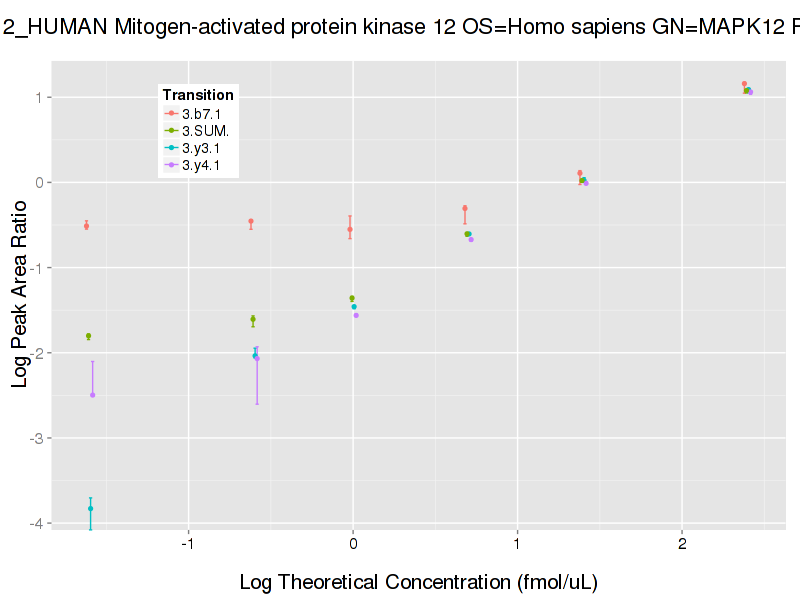 2_HUMAN Mitogen-activated protein kinase 12 OS=Homo sapiens GN=MAPK12 P
Transition
3.b7.1
3.SUM.
3.y3.1
3.y4.1
Log Peak Area Ratio
1
0
-1
-2
-3
-4
-1
0
1
2
Log Theoretical Concentration (fmol/uL)